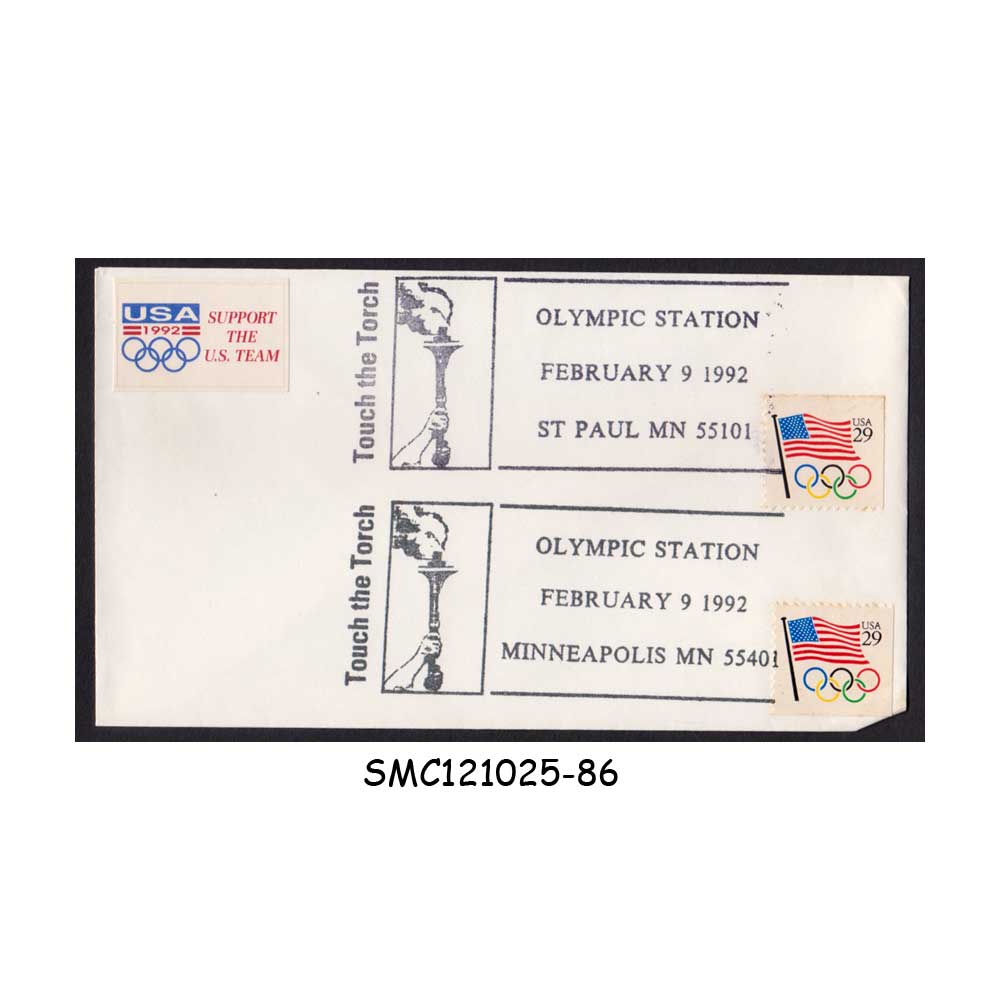 USA
1992
SUPPORT
THE
U.S. TEAM
Touch the Torch
OLYMPIC STATION
FEBRUARY 9 1992
ST PAUL MN 55101
USA
29
Touch the Torch
OLYMPIC STATION
FEBRUARY 9 1992
MINNEAPOLIS MN 55401
USA
29
SMC121025-86